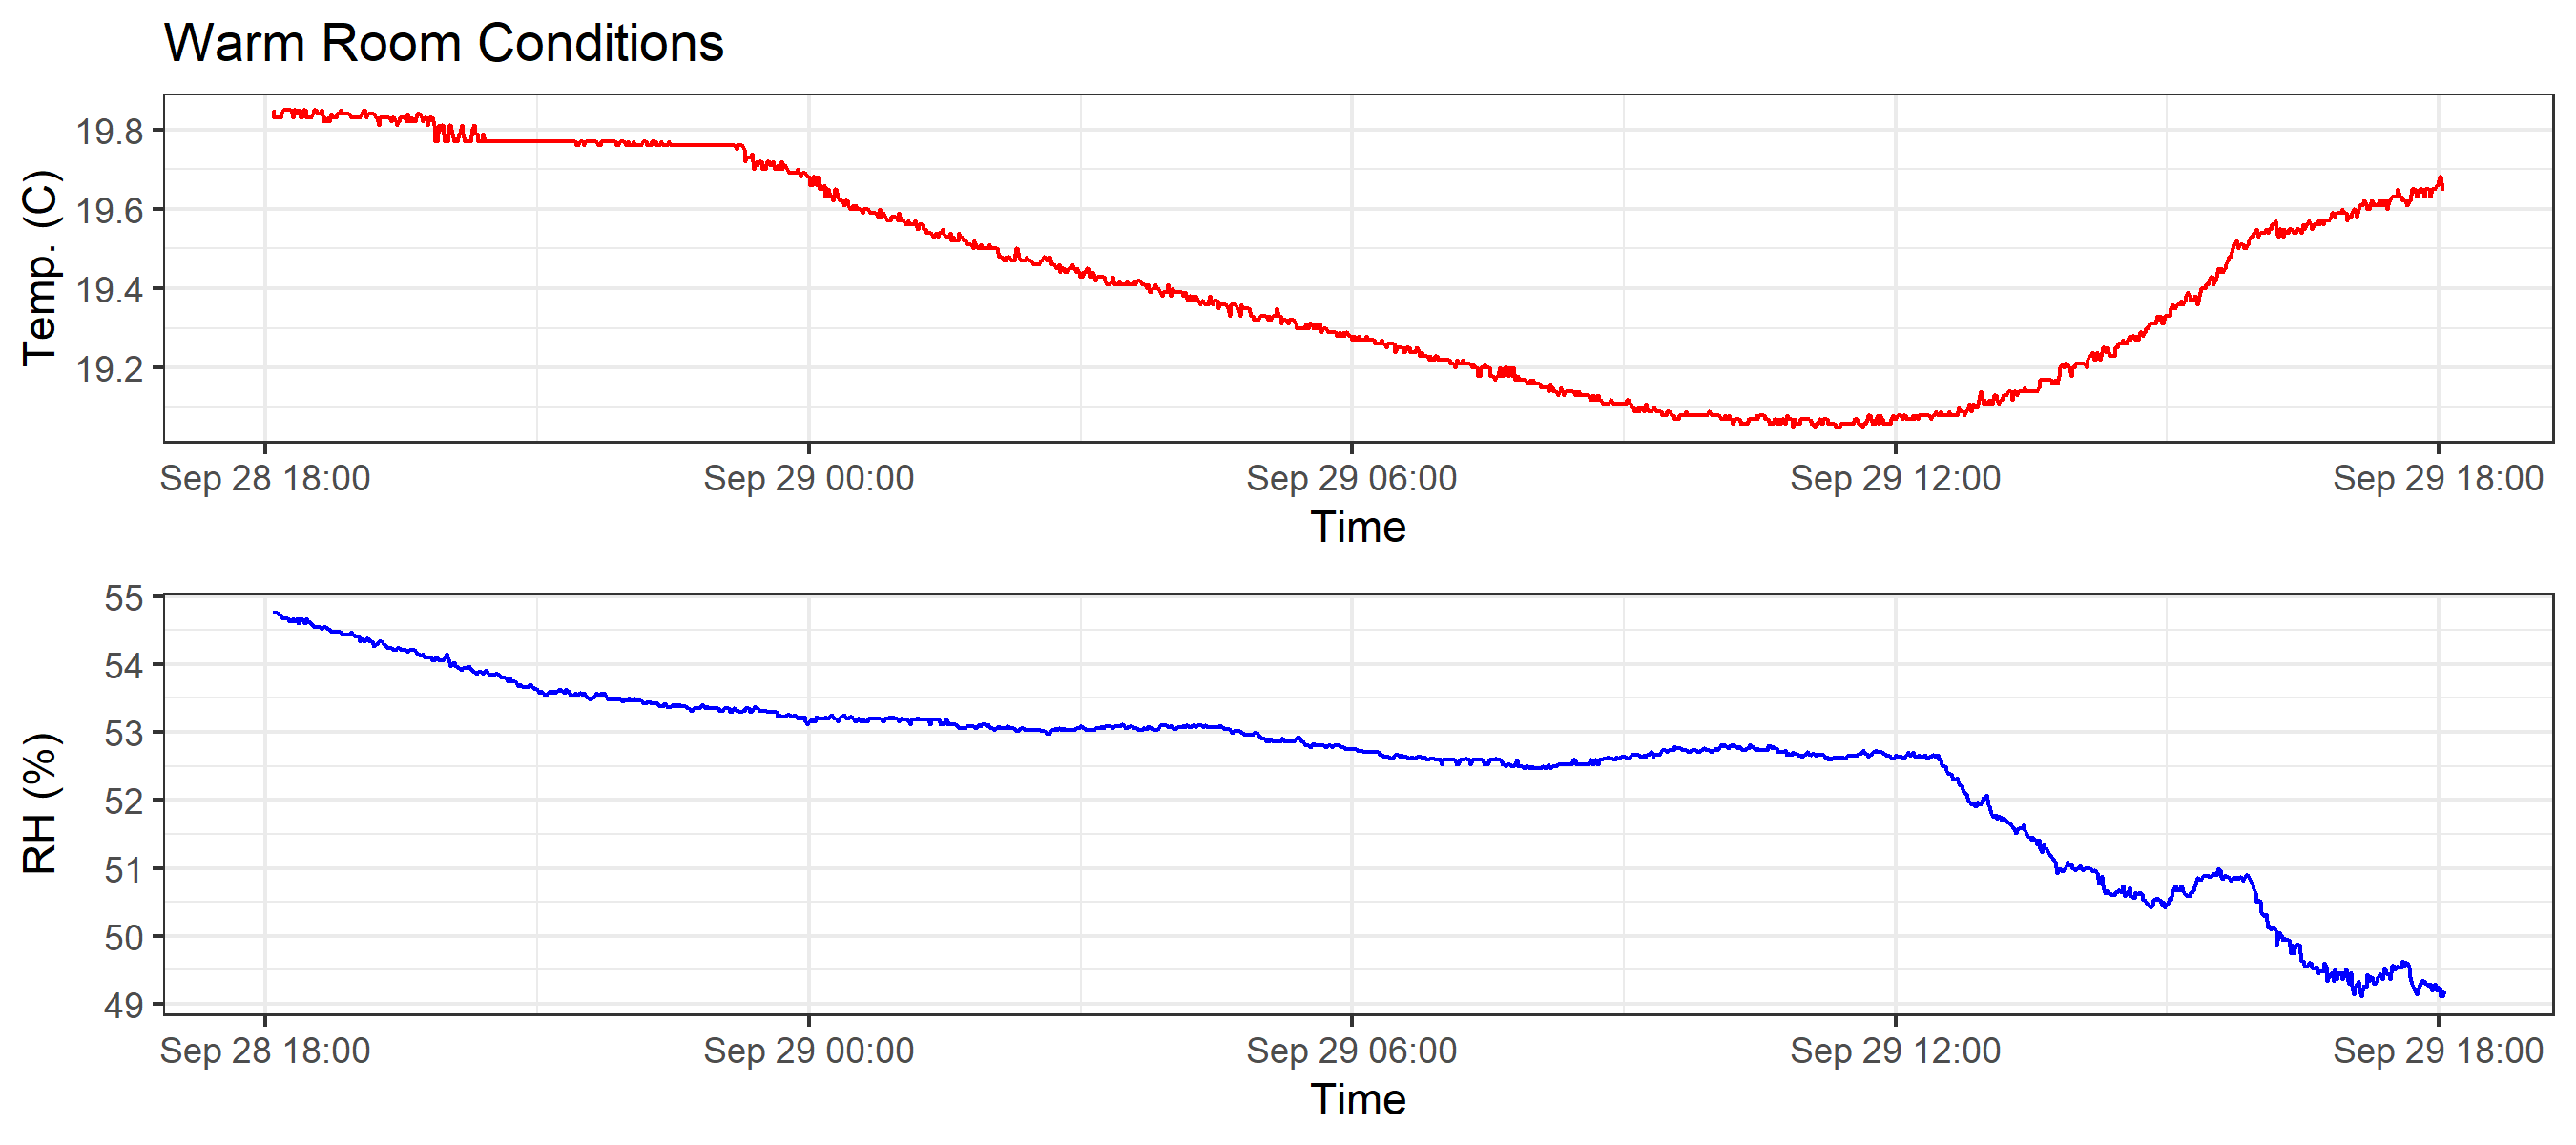 Warm Room Conditions
Temp. (C)
19.8
19.6
19.4
19.2
Sep 28 18:00 Sep 29 00:00 Sep 29 06:00 Sep 29 12:00 Sep 29 18:00
Time
RH (%)
55
54
53
52
51
50
49
Sep 28 18:00 Sep 29 00:00 Sep 29 06:00 Sep 29 12:00 Sep 29 18:00
Time